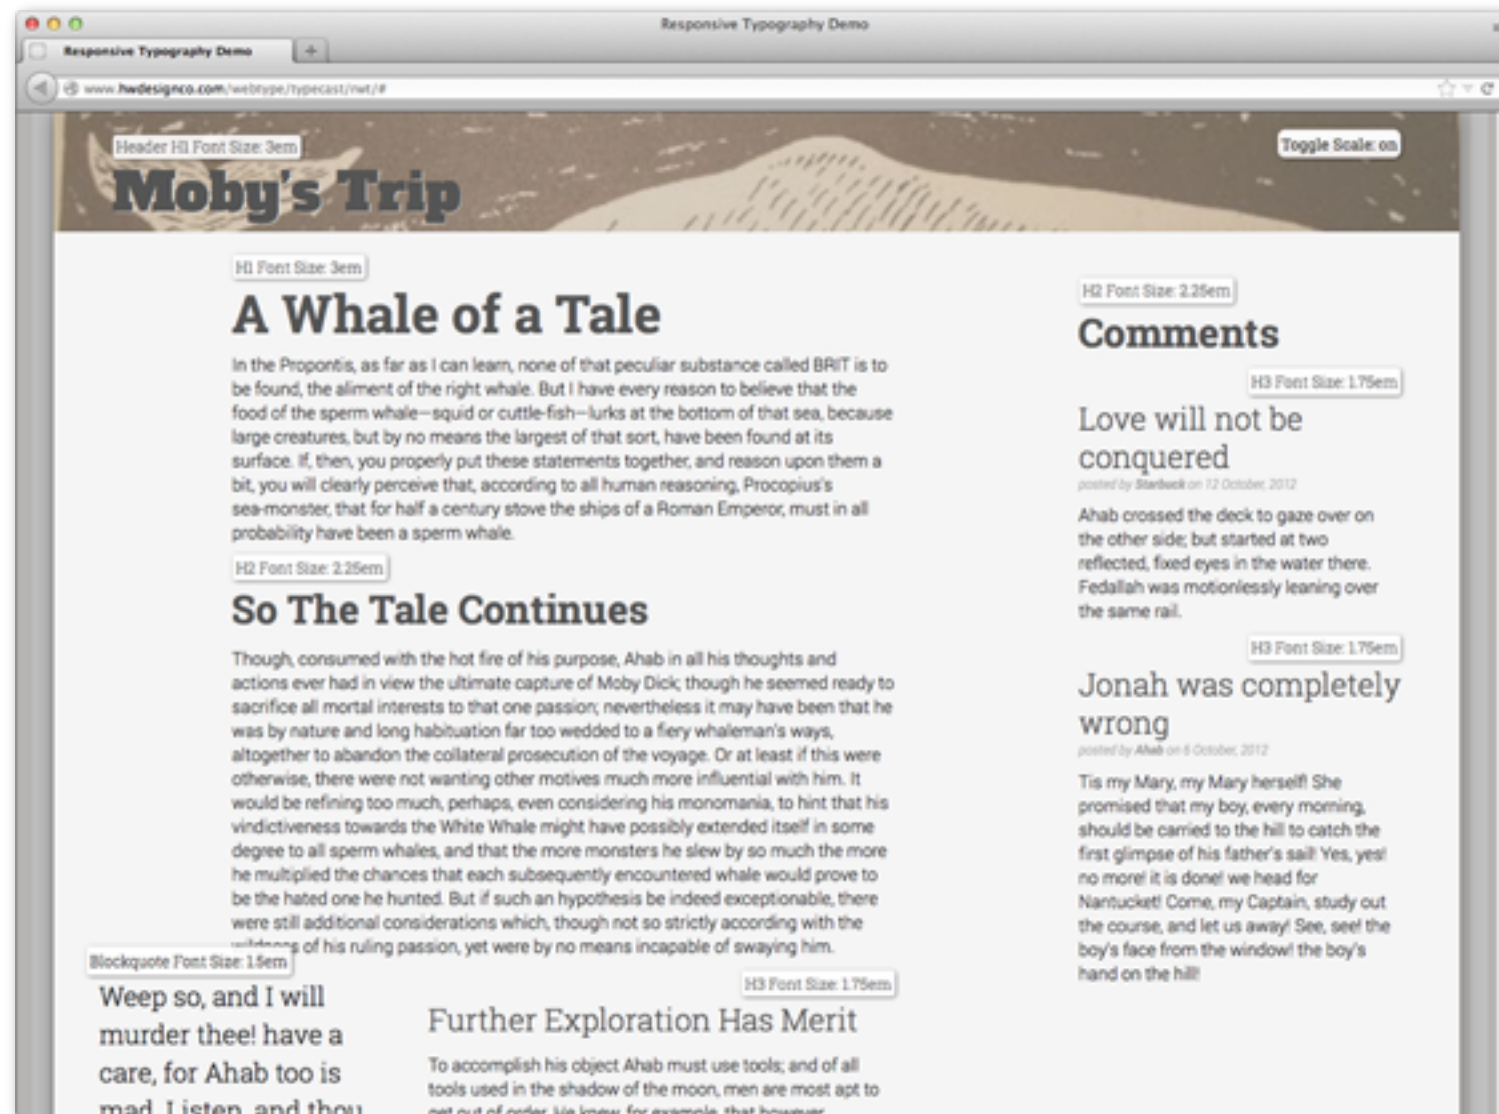 Responsive Typography Demo
Responsive Typography Demo
www.hwdesignco.com/webtype/typecast/rwt/#
Header H1 Font Size: 3em
Toggle Scale: on
Moby's Trip
H1 Font Size: 3em
A Whale of a Tale
In the Propontis, as far as I can learn, none of that peculiar substance called BRIT is to
be found, the aliment of the right whale. But I have every reason to believe that the
food of the sperm whale—squid or cuttle-fish—lurks at the bottom of that sea, because
large creatures, but by no means the largest of that sort, have been found at its
surface. If, then, you properly put these statements together, and reason upon them a
bit, you will clearly perceive that, according to all human reasoning, Procopius's
sea-monster, that for half a century stove the ships of a Roman Emperor, must in all
probability have been a sperm whale.
H2 Font Size: 2.25em
So The Tale Continues
Though, consumed with the hot fire of his purpose, Ahab in all his thoughts and
actions ever had in view the ultimate capture of Moby Dick; though he seemed ready to
sacrifice all mortal interests to that one passion; nevertheless it may have been that he
was by nature and long habituation far too wedded to a fiery whaleman's ways,
altogether to abandon the collateral prosecution of the voyage. Or at least if this were
otherwise, there were not wanting other motives much more influential with him. It
would be refining too much, perhaps, even considering his monomania, to hint that his
vindictiveness towards the White Whale might have possibly extended itself in some
degree to all sperm whales, and that the more monsters he slew by so much the more
he multiplied the chances that each subsequently encountered whale would prove to
be the hated one he hunted. But if such an hypothesis be indeed exceptionable, there
were still additional considerations which, though not so strictly according with the
wildness of his ruling passion, yet were by no means incapable of swaying him.
Blockquote Font Size: 1.5em
Weep so, and I will
murder thee! have a
care, for Ahab too is
mad. Listen, and thou
H3 Font Size: 1.75em
Further Exploration Has Merit
To accomplish his object Ahab must use tools; and of all
tools used in the shadow of the moon, men are most apt to
get out of order. He knew, for example, that however
H2 Font Size: 2.25em
Comments
H3 Font Size: 1.75em
Love will not be
conquered
posted by Starbuck on 12 October, 2012
Ahab crossed the deck to gaze over on
the other side; but started at two
reflected, fixed eyes in the water there.
Fedallah was motionlessly leaning over
the same rail.
H3 Font Size: 1.75em
Jonah was completely
wrong
posted by Ahab on 6 October, 2012
Tis my Mary, my Mary herself! She
promised that my boy, every morning,
should be carried to the hill to catch the
first glimpse of his father's sail! Yes, yes!
no more! it is done! we head for
Nantucket! Come, my Captain, study out
the course, and let us away! See, see! the
boy's face from the window! the boy's
hand on the hill!